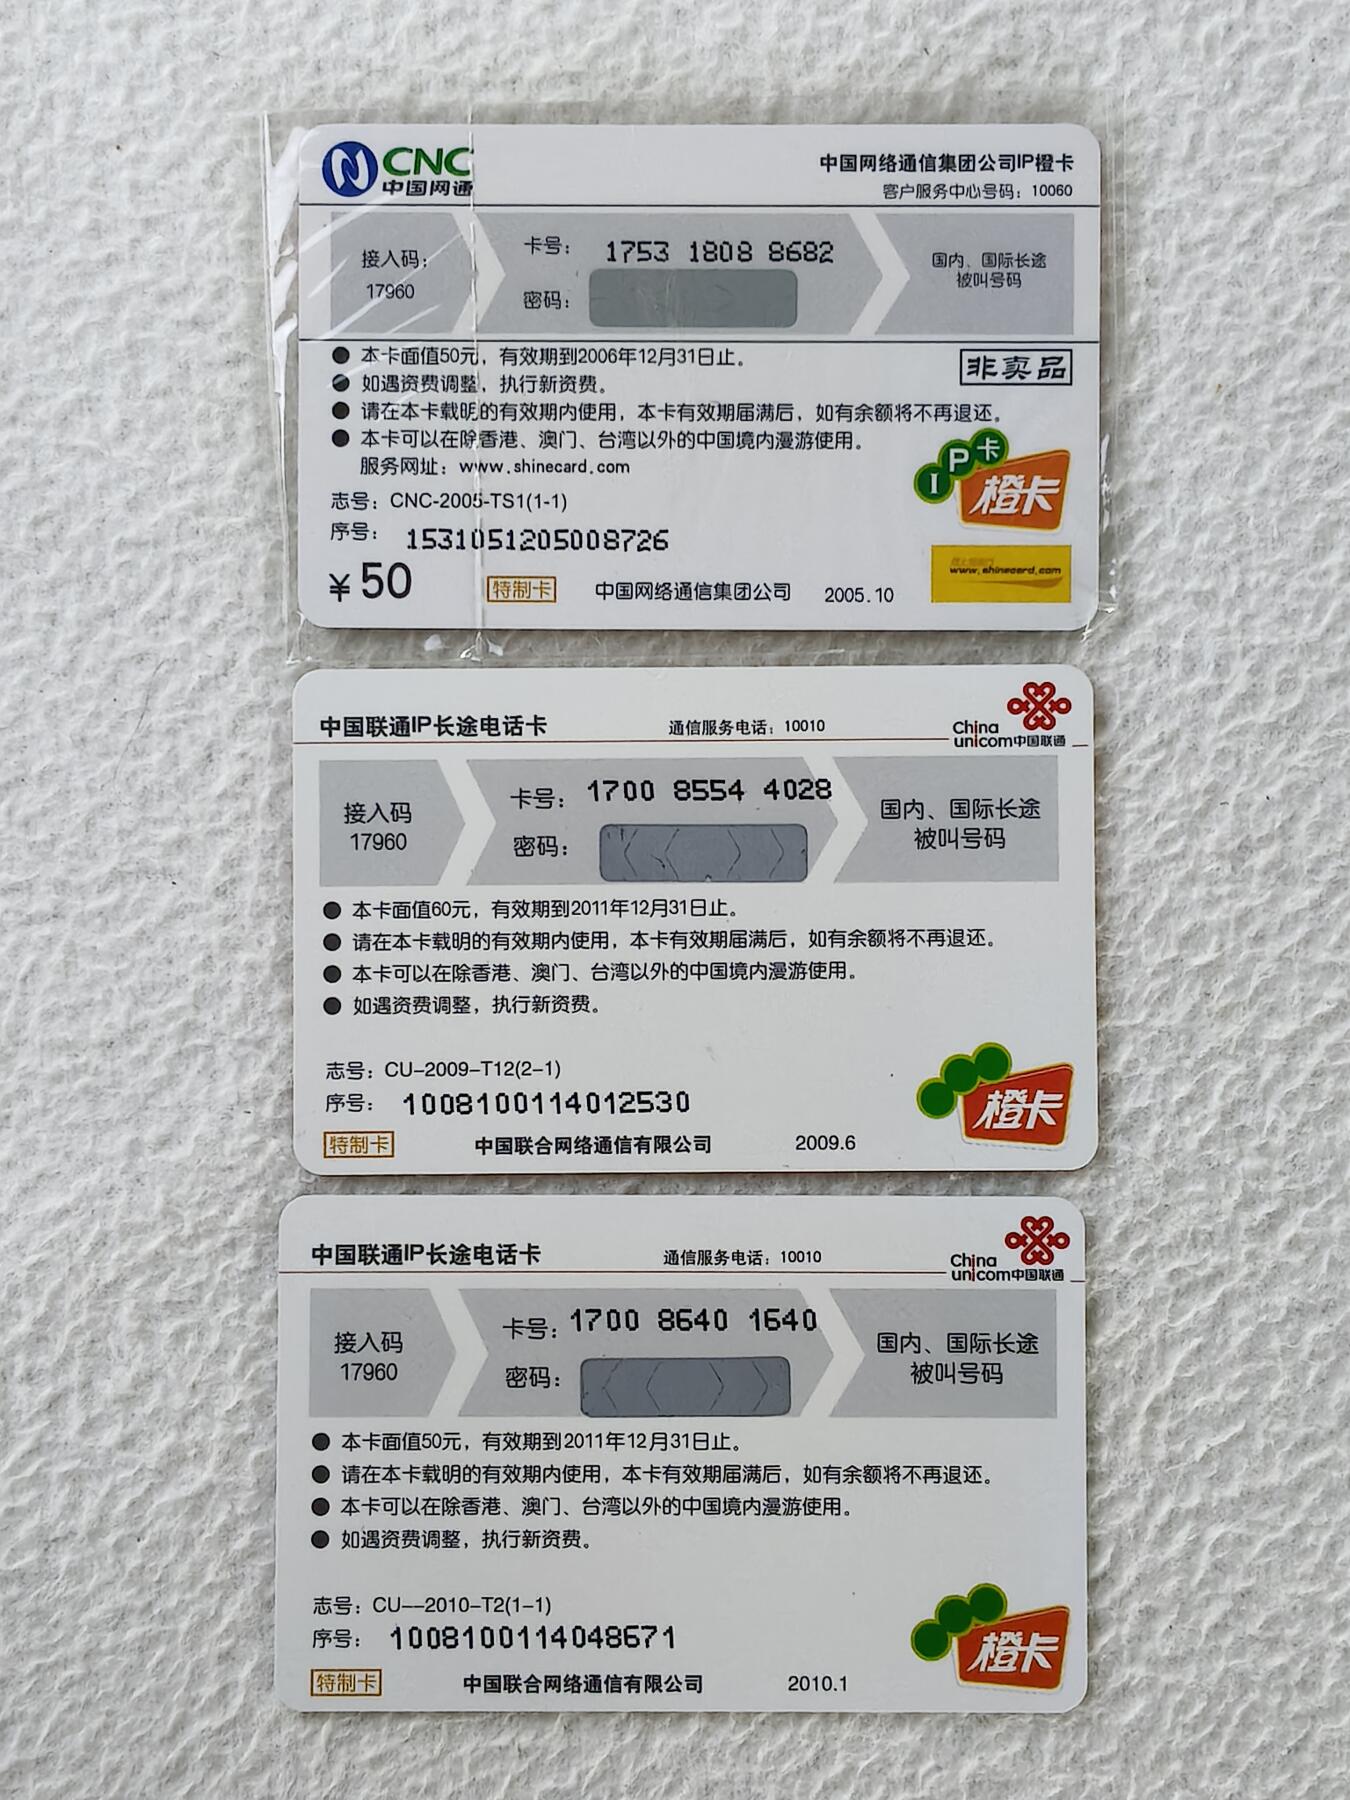 CNC
中国网通
中国网络通信集团公司IP橙卡
客户服务中心号码：10060
接入码：
17960
卡号： 1753 1808 8682
密码：
国内、国际长途
被叫号码
● 本卡面值50元，有效期到2006年12月31日止。
非卖品
● 如遇资费调整，执行新资费。
● 请在本卡载明的有效期内使用，本卡有效期届满后，如有余额将不再退还。
● 本卡可以在除香港、澳门、台湾以外的中国境内漫游使用。
服务网址：www.shinecard.com
IP卡
橙卡
志号：CNC-2005-TS1(1-1)
序号： 1531051205008726
¥50
特制卡
中国网络通信集团公司
2005.10
www.shinecard.com
中国联通IP长途电话卡
通信服务电话：10010
China
unicom中国联通
接入码
17960
卡号： 1700 8554 4028
密码：
国内、国际长途
被叫号码
● 本卡面值60元，有效期到2011年12月31日止。
● 请在本卡载明的有效期内使用，本卡有效期届满后，如有余额将不再退还。
● 本卡可以在除香港、澳门、台湾以外的中国境内漫游使用。
● 如遇资费调整，执行新资费。
志号：CU-2009-T12(2-1)
序号： 1008100114012530
橙卡
特制卡
中国联合网络通信有限公司
2009.6
中国联通IP长途电话卡
通信服务电话：10010
China
unicom中国联通
接入码
17960
卡号：1700 8640 1640
密码：
国内、国际长途
被叫号码
● 本卡面值50元，有效期到2011年12月31日止。
● 请在本卡载明的有效期内使用，本卡有效期届满后，如有余额将不再退还。
● 本卡可以在除香港、澳门、台湾以外的中国境内漫游使用。
● 如遇资费调整，执行新资费。
志号：CU--2010-T2(1-1)
序号： 1008100114048671
橙卡
特制卡
中国联合网络通信有限公司
2010.1